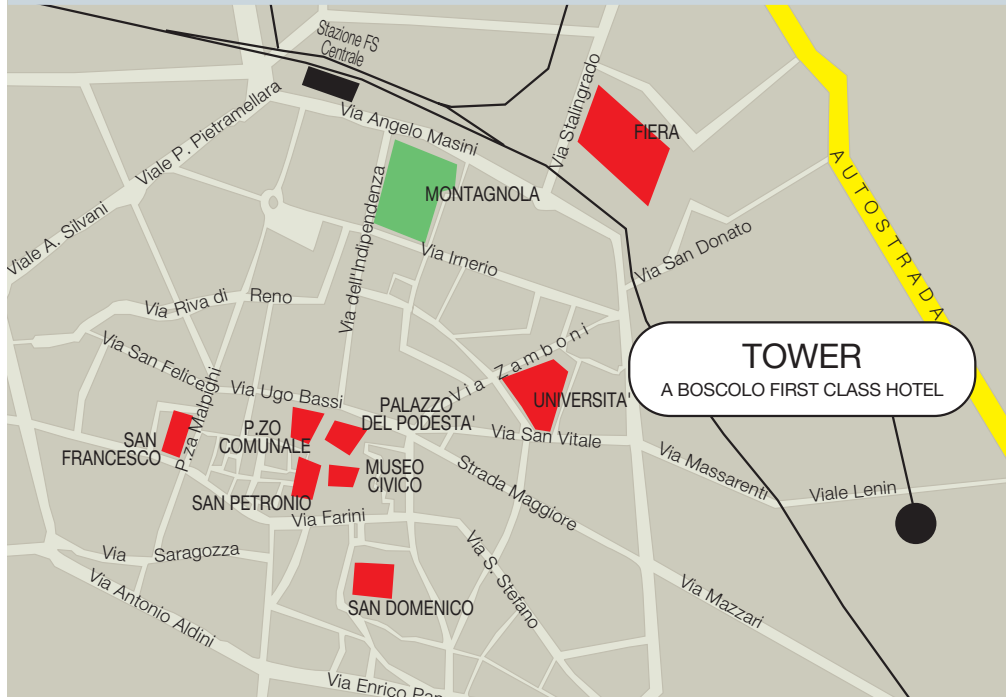 Stazione FS
Centrale
Via Stalingrado
FIERA
Viale P. Pietramellara
Via Angelo Masini
AUTOSTRADA
MONTAGNOLA
Viale A. Silvani
Via dell'Indipendenza
Via Irnerio
Via San Donato
Via Riva di Reno
Via San Felice
Via Zamboni
TOWER
A BOSCOLO FIRST CLASS HOTEL
Via Ugo Bassi
P.za Malpighi
UNIVERSITA'
PALAZZO
DEL PODESTA'
P.ZO
COMUNALE
SAN
FRANCESCO
Via San Vitale
MUSEO
CIVICO
Strada Maggiore
Via Massarenti
Viale Lenin
SAN PETRONIO
Via Farini
Via Saragozza
Via S. Stefano
Via Antonio Aldini
SAN DOMENICO
Via Mazzari
Via Enrico